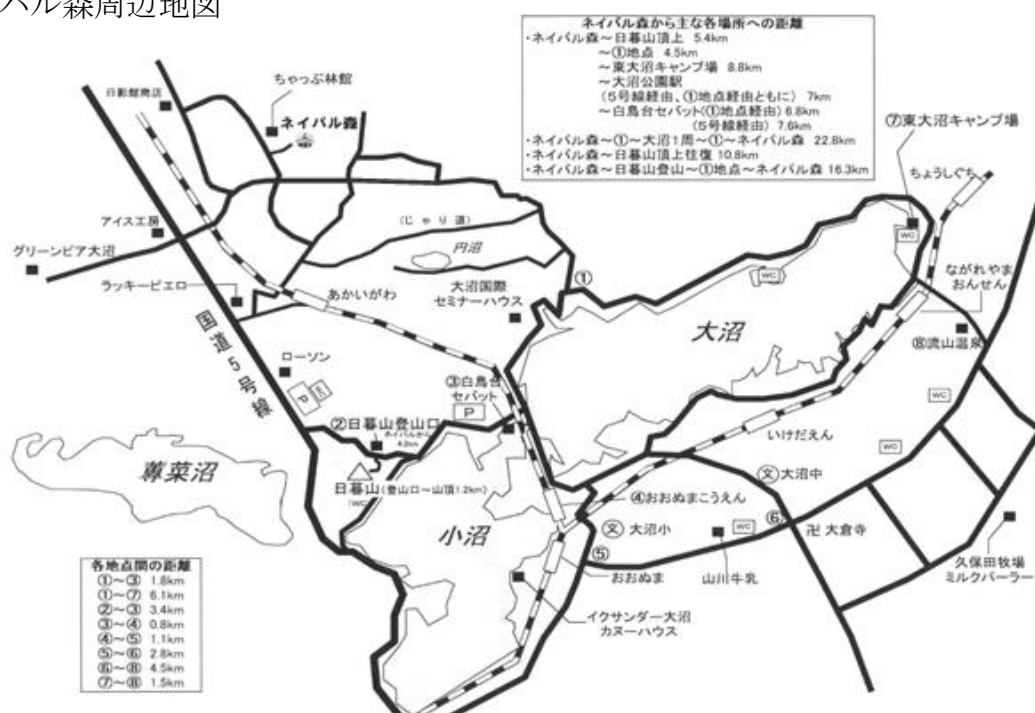 バル森周辺地図
ネイパル森から主な各場所への距離
・ネイパル森～日暮山頂上 5.4km
～①地点 4.5km
～東大沼キャンプ場 8.8km
～大沼公園駅
(5号線経由、①地点経由ともに) 7km
～白鳥台セバット(①地点経由) 6.8km
(5号線経由) 7.6km
・ネイパル森～①～大沼1周～①～ネイパル森 22.8km
・ネイパル森～日暮山頂上往復 10.8km
・ネイパル森～日暮山登山～①地点～ネイパル森 16.3km
ちゃっぷ林館
日影館商店
ネイパル森
⑦東大沼キャンプ場
ちょうしぐち
アイス工房
(じゃり道)
円沼
WC
グリーンピア大沼
WC
ながれやま
おんせん
ラッキーピエロ
あかいがわ
大沼国際
セミナーハウス
①
大沼
⑧流山温泉
国道5号線
ローソン
P
③白鳥台
セバット
P
WC
②日暮山登山口
ネイパルから
4.2km
いけだえん
WC
蓴菜沼
日暮山(登山口～山頂1.2km)
(WC)
文 大沼中
④おおぬまこうえん
小沼
文 大沼小
WC
⑥
卍 大倉寺
⑤
おおぬま
山川牛乳
久保田牧場
ミルクパーラー
イクサンダー大沼
カヌーハウス
各地点間の距離
①～③ 1.8km
①～⑦ 6.1km
②～③ 3.4km
③～④ 0.8km
④～⑤ 1.1km
⑤～⑥ 2.8km
⑥～⑧ 4.5km
⑦～⑧ 1.5km